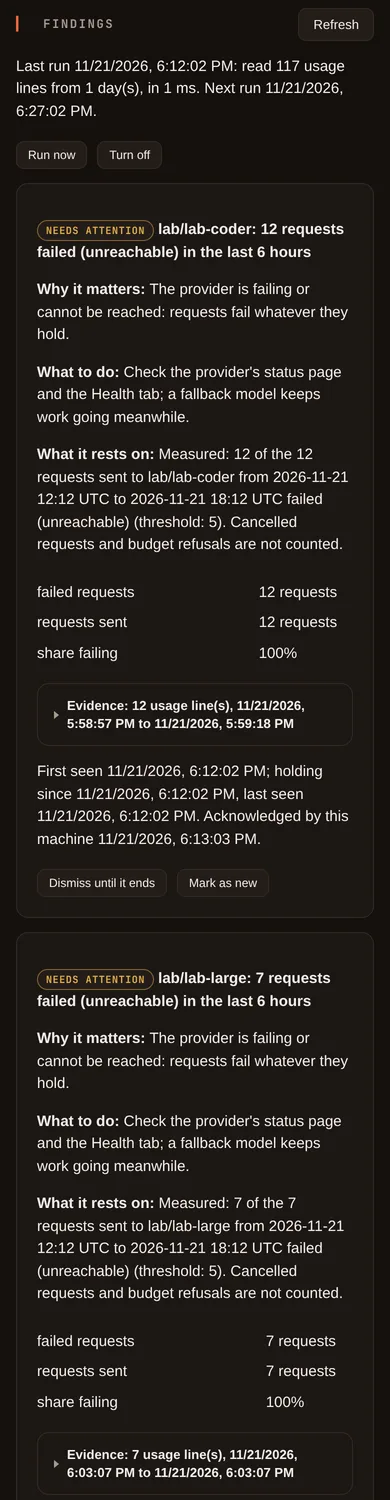 FINDINGS
Refresh
Last run 11/21/2026, 6:12:02 PM: read 117 usage
lines from 1 day(s), in 1 ms. Next run 11/21/2026,
6:27:02 PM.
Run now
Turn off
NEEDS ATTENTION lab/lab-coder: 12 requests
failed (unreachable) in the last 6 hours
Why it matters: The provider is failing or
cannot be reached: requests fail whatever they
hold.
What to do: Check the provider's status page
and the Health tab; a fallback model keeps
work going meanwhile.
What it rests on: Measured: 12 of the 12
requests sent to lab/lab-coder from 2026-11-21
12:12 UTC to 2026-11-21 18:12 UTC failed
(unreachable) (threshold: 5). Cancelled
requests and budget refusals are not counted.
failed requests 12 requests
requests sent 12 requests
share failing 100%
Evidence: 12 usage line(s), 11/21/2026,
5:58:57 PM to 11/21/2026, 5:59:18 PM
First seen 11/21/2026, 6:12:02 PM; holding
since 11/21/2026, 6:12:02 PM, last seen
11/21/2026, 6:12:02 PM. Acknowledged by this
machine 11/21/2026, 6:13:03 PM.
Dismiss until it ends
Mark as new
NEEDS ATTENTION lab/lab-large: 7 requests
failed (unreachable) in the last 6 hours
Why it matters: The provider is failing or
cannot be reached: requests fail whatever they
hold.
What to do: Check the provider's status page
and the Health tab; a fallback model keeps
work going meanwhile.
What it rests on: Measured: 7 of the 7
requests sent to lab/lab-large from 2026-11-21
12:12 UTC to 2026-11-21 18:12 UTC failed
(unreachable) (threshold: 5). Cancelled
requests and budget refusals are not counted.
failed requests 7 requests
requests sent 7 requests
share failing 100%
Evidence: 7 usage line(s), 11/21/2026,
6:03:07 PM to 11/21/2026, 6:03:07 PM